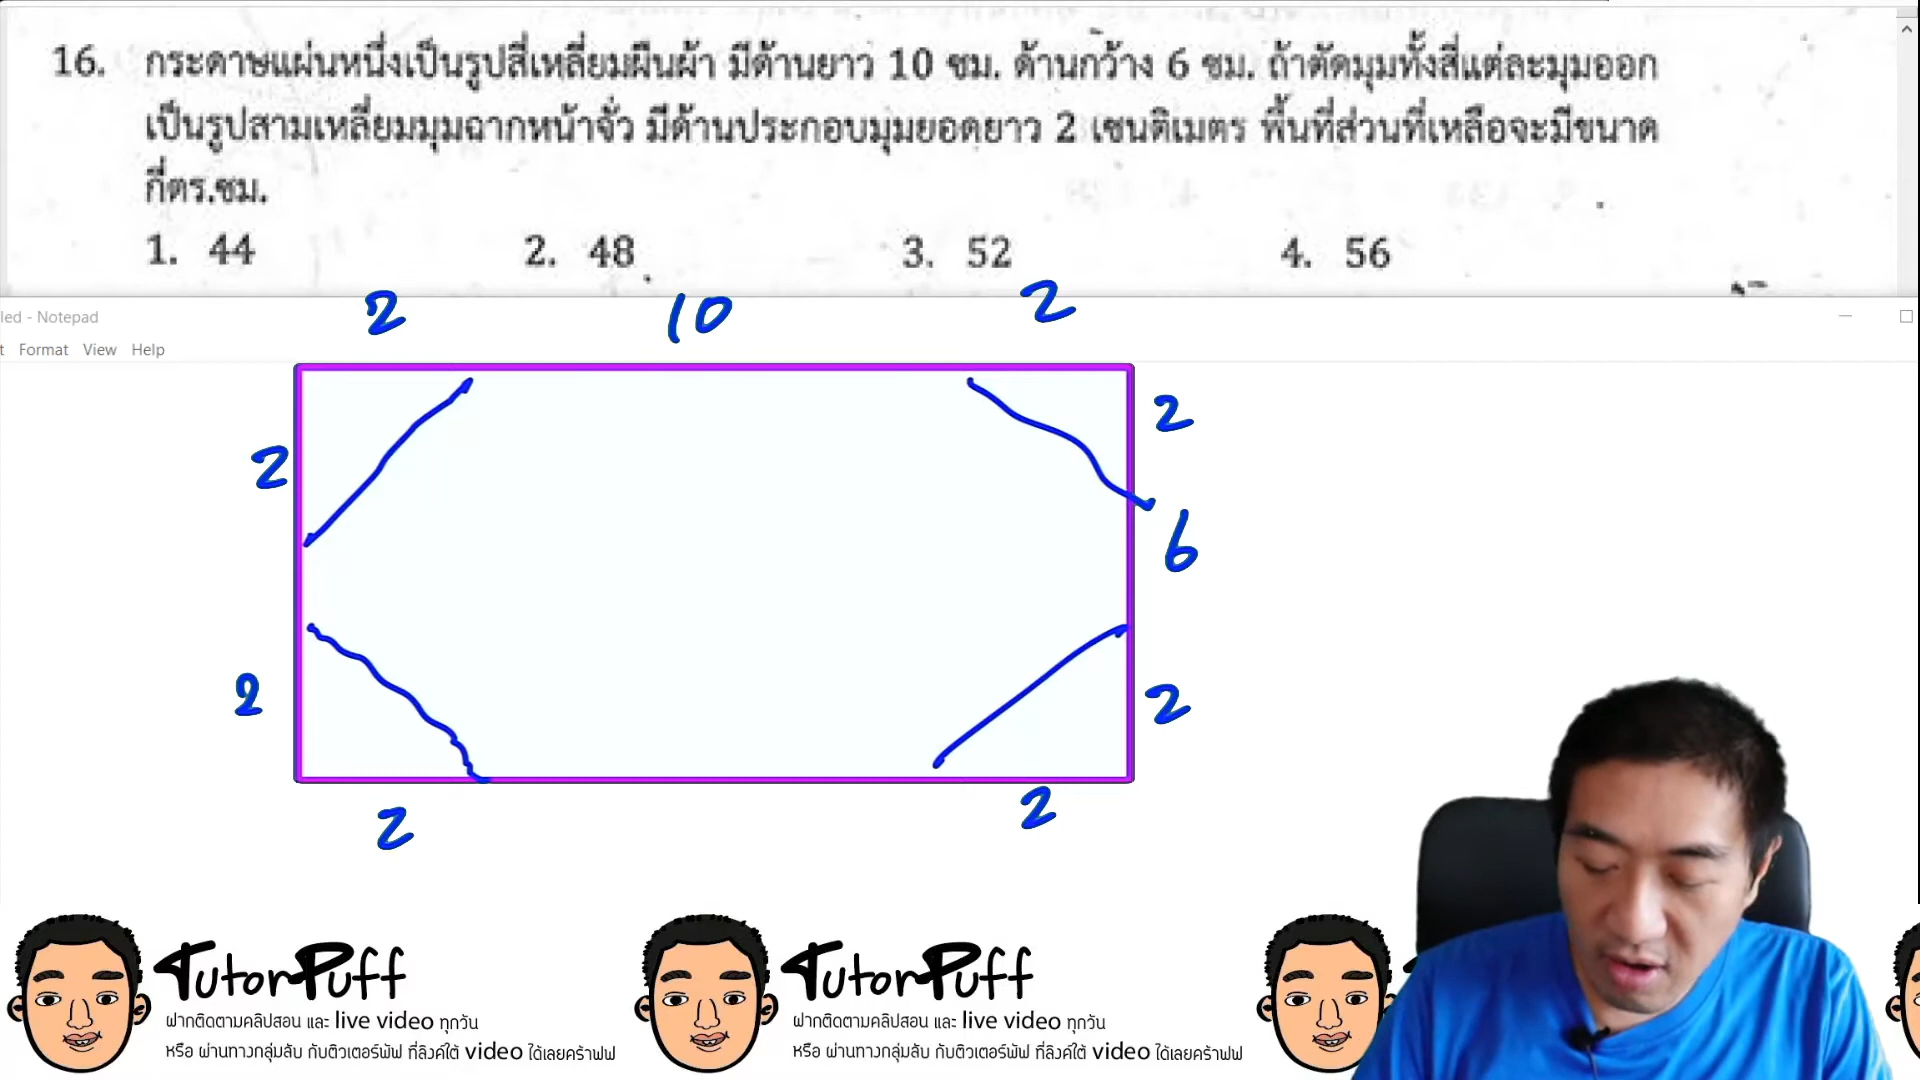 16. กระดาษแผ่นหนึ่งเป็นรูปสี่เหลี่ยมผืนผ้า มีด้านยาว 10 ซม. ด้านกว้าง 6 ซม. ถ้าตัดมุมทั้งสี่แต่ละมุมออก
เป็นรูปสามเหลี่ยมมุมฉากหน้าจั่ว มีด้านประกอบมุมยอดยาว 2 เซนติเมตร พื้นที่ส่วนที่เหลือจะมีขนาด
กี่ตร.ซม.
1. 44 2. 48 3. 52 4. 56
2 10 2
led - Notepad
t Format View Help
2
2
6
2
2
2
2
TutorPuff TutorPuff
ฝากติดตามคลิปสอน และ live video ทุกวัน ฝากติดตามคลิปสอน และ live video ทุกวัน
หรือ ผ่านทางกลุ่มลับ กับติวเตอร์พัฟ ที่ลิงค์ใต้ video ได้เลยคร้าฟฟ หรือ ผ่านทางกลุ่มลับ กับติวเตอร์พัฟ ที่ลิงค์ใต้ video ได้เลยคร้าฟฟ